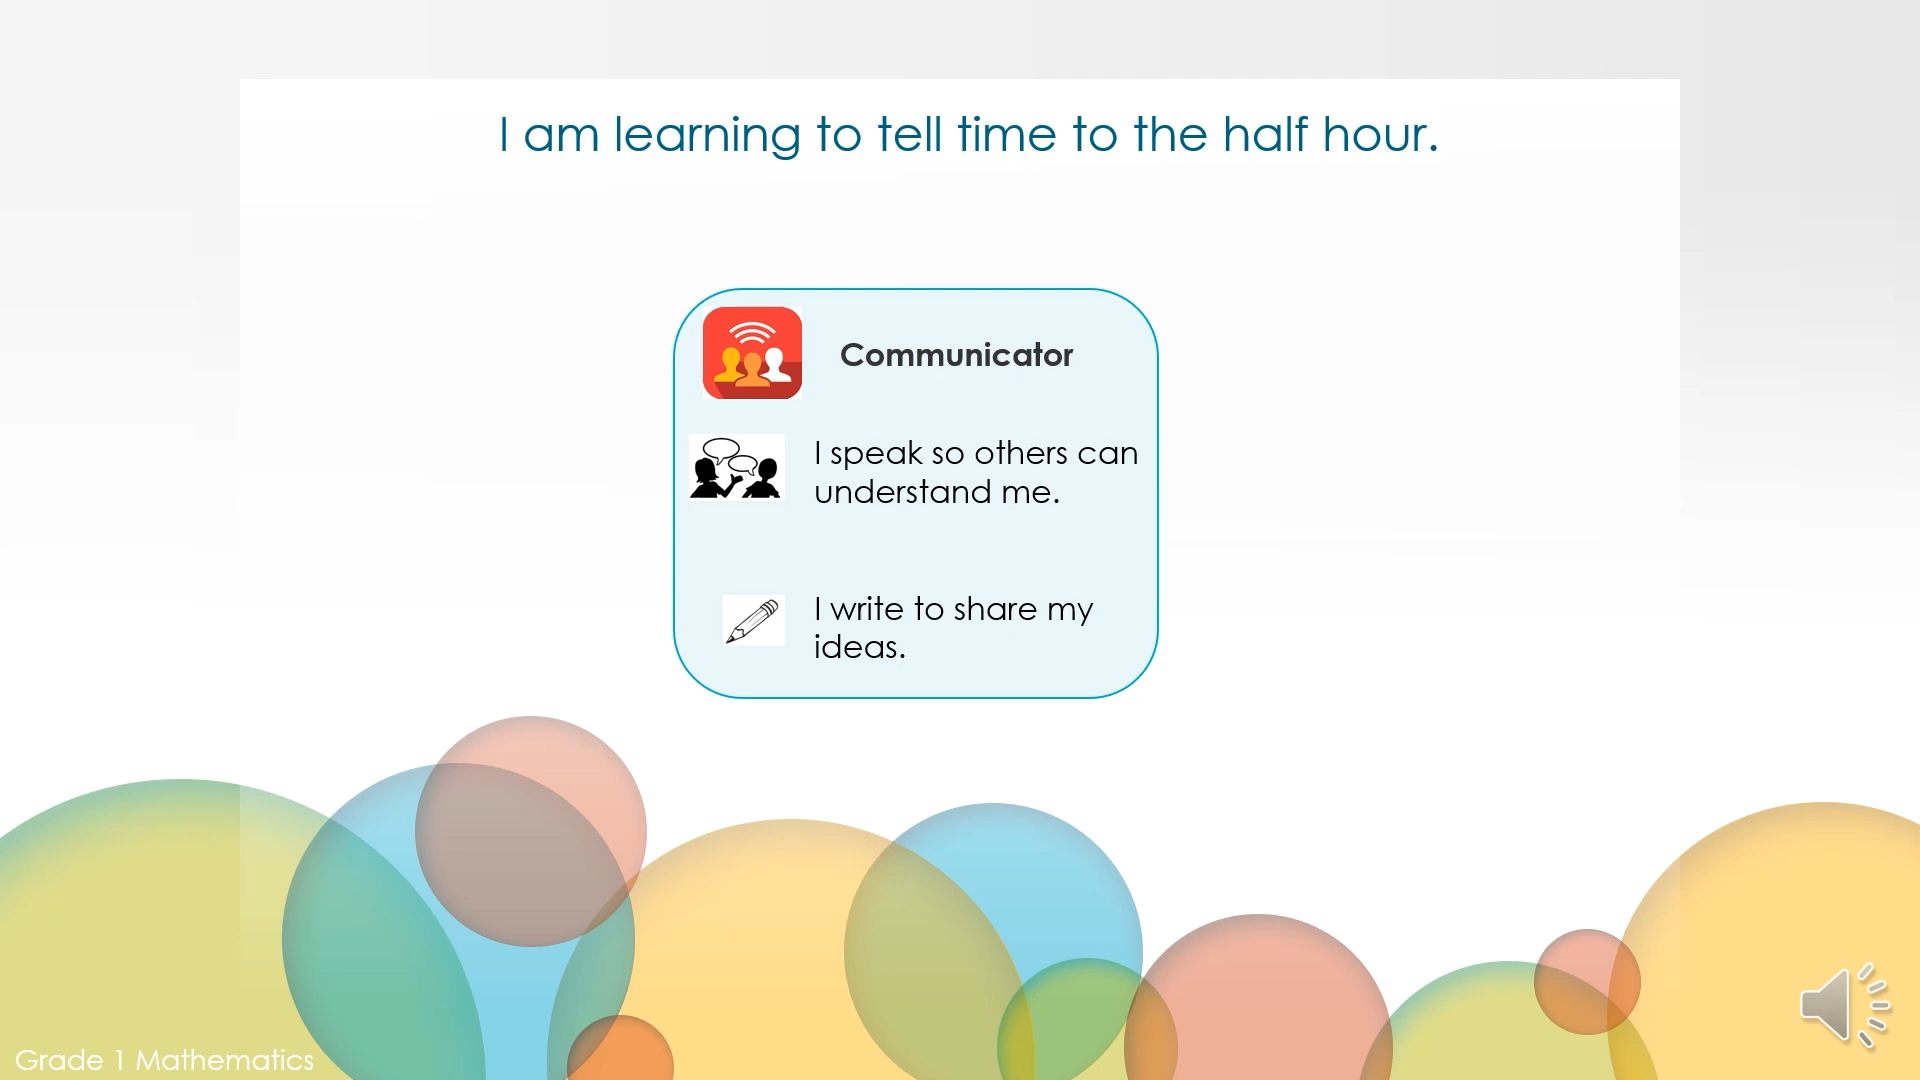 I am learning to tell time to the half hour.
Communicator
I speak so others can
understand me.
I write to share my
ideas.
Grade 1 Mathematics